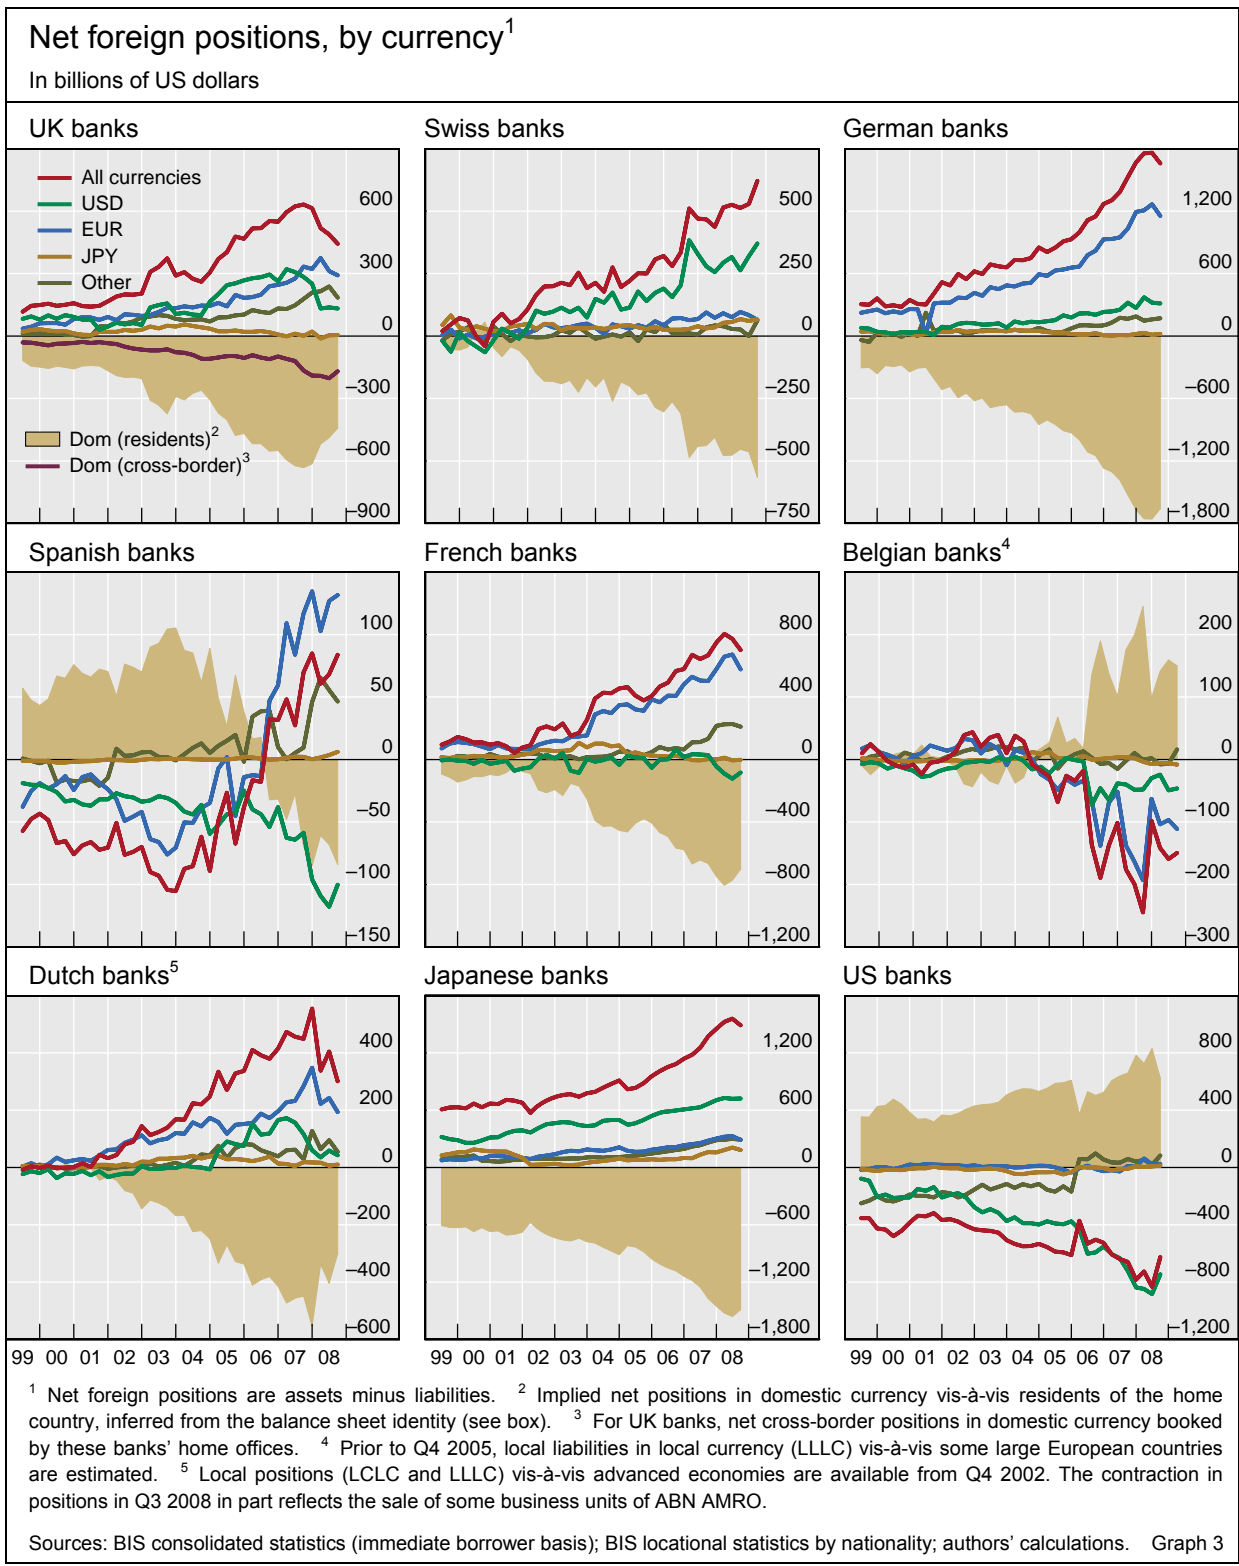 Net foreign positions, by currency1
In billions of US dollars
UK banks
Swiss banks
German banks
All currencies
USD
EUR
JPY
Other
Dom (residents)2
Dom (cross-border)3
600
300
0
–300
–600
–900
500
250
0
–250
–500
–750
1,200
600
0
–600
–1,200
–1,800
Spanish banks
French banks
Belgian banks4
100
50
0
–50
–100
–150
800
400
0
–400
–800
–1,200
200
100
0
–100
–200
–300
Dutch banks5
Japanese banks
US banks
400
200
0
–200
–400
–600
1,200
600
0
–600
–1,200
–1,800
800
400
0
–400
–800
–1,200
99 00 01 02 03 04 05 06 07 08
99 00 01 02 03 04 05 06 07 08
99 00 01 02 03 04 05 06 07 08
1 Net foreign positions are assets minus liabilities. 2 Implied net positions in domestic currency vis-à-vis residents of the home
country, inferred from the balance sheet identity (see box). 3 For UK banks, net cross-border positions in domestic currency booked
by these banks’ home offices. 4 Prior to Q4 2005, local liabilities in local currency (LLLC) vis-à-vis some large European countries
are estimated. 5 Local positions (LCLC and LLLC) vis-à-vis advanced economies are available from Q4 2002. The contraction in
positions in Q3 2008 in part reflects the sale of some business units of ABN AMRO.
Sources: BIS consolidated statistics (immediate borrower basis); BIS locational statistics by nationality; authors’ calculations. Graph 3